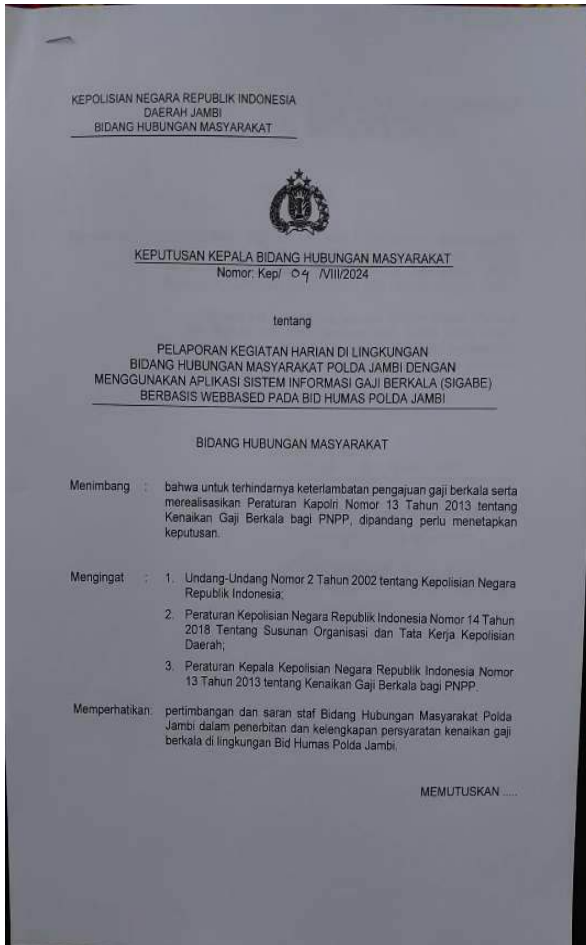 KEPOLISIAN NEGARA REPUBLIK INDONESIA
DAERAH JAMBI
BIDANG HUBUNGAN MASYARAKAT
KEPUTUSAN KEPALA BIDANG HUBUNGAN MASYARAKAT
Nomor: Kep/ 04 /VIII/2024
tentang
PELAPORAN KEGIATAN HARIAN DI LINGKUNGAN
BIDANG HUBUNGAN MASYARAKAT POLDA JAMBI DENGAN
MENGGUNAKAN APLIKASI SISTEM INFORMASI GAJI BERKALA (SIGABE)
BERBASIS WEBBASED PADA BID HUMAS POLDA JAMBI
BIDANG HUBUNGAN MASYARAKAT
Menimbang : bahwa untuk terhindarnya keterlambatan pengajuan gaji berkala serta
merealisasikan Peraturan Kapolri Nomor 13 Tahun 2013 tentang
Kenaikan Gaji Berkala bagi PNPP, dipandang perlu menetapkan
keputusan.
Mengingat : 1. Undang-Undang Nomor 2 Tahun 2002 tentang Kepolisian Negara
Republik Indonesia;
2. Peraturan Kepolisian Negara Republik Indonesia Nomor 14 Tahun
2018 Tentang Susunan Organisasi dan Tata Kerja Kepolisian
Daerah;
3. Peraturan Kepala Kepolisian Negara Republik Indonesia Nomor
13 Tahun 2013 tentang Kenaikan Gaji Berkala bagi PNPP.
Memperhatikan: pertimbangan dan saran staf Bidang Hubungan Masyarakat Polda
Jambi dalam penerbitan dan kelengkapan persyaratan kenaikan gaji
berkala di lingkungan Bid Humas Polda Jambi.
MEMUTUSKAN .....